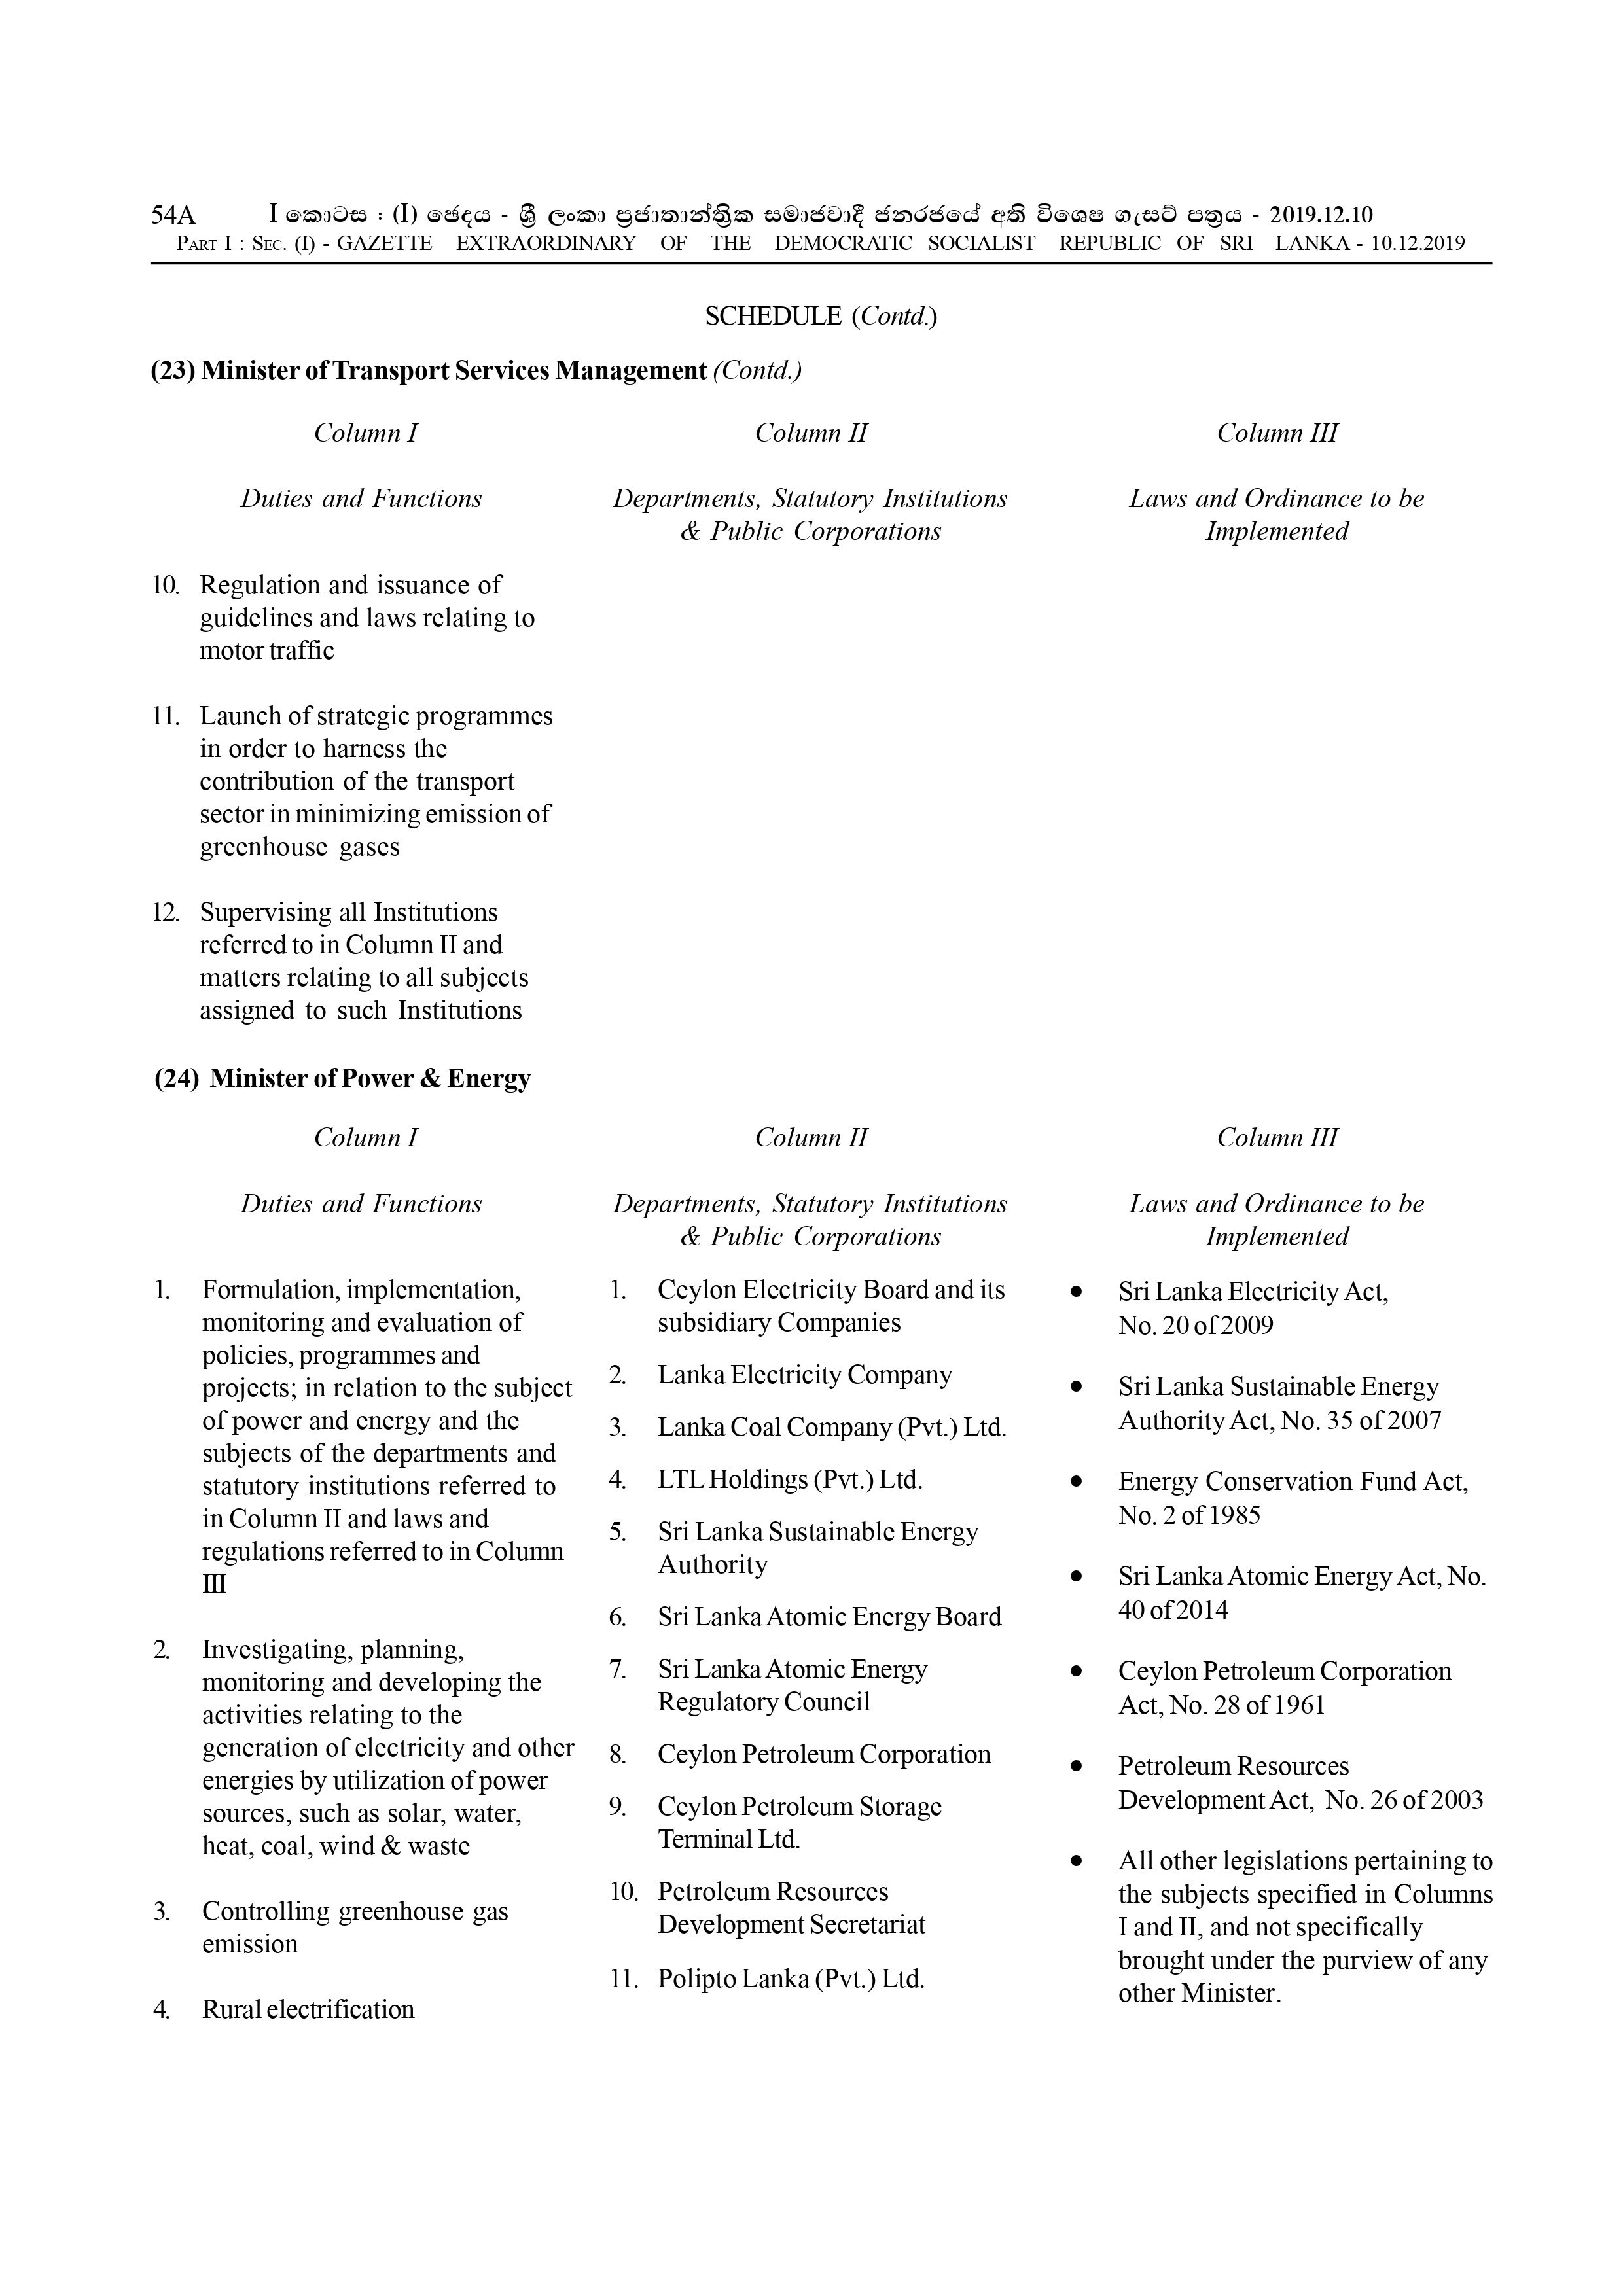 54A I කොටස : (I) ඡෙදය - ශ්‍රී ලංකා ප්‍රජාතාන්ත්‍රික සමාජවාදී ජනරජයේ අති විශෙෂ ගැසට් පත්‍රය - 2019.12.10
PART I : SEC. (I) - GAZETTE EXTRAORDINARY OF THE DEMOCRATIC SOCIALIST REPUBLIC OF SRI LANKA - 10.12.2019
SCHEDULE (Contd.)
(23) Minister of Transport Services Management (Contd.)
Column I
Duties and Functions
Column II
Departments, Statutory Institutions
& Public Corporations
Column III
Laws and Ordinance to be
Implemented
10. Regulation and issuance of
guidelines and laws relating to
motor traffic
11. Launch of strategic programmes
in order to harness the
contribution of the transport
sector in minimizing emission of
greenhouse gases
12. Supervising all Institutions
referred to in Column II and
matters relating to all subjects
assigned to such Institutions
(24) Minister of Power & Energy
Column I
Duties and Functions
1. Formulation, implementation,
monitoring and evaluation of
policies, programmes and
projects; in relation to the subject
of power and energy and the
subjects of the departments and
statutory institutions referred to
in Column II and laws and
regulations referred to in Column
III
2. Investigating, planning,
monitoring and developing the
activities relating to the
generation of electricity and other
energies by utilization of power
sources, such as solar, water,
heat, coal, wind & waste
3. Controlling greenhouse gas
emission
4. Rural electrification
Column II
Departments, Statutory Institutions
& Public Corporations
1. Ceylon Electricity Board and its
subsidiary Companies
2. Lanka Electricity Company
3. Lanka Coal Company (Pvt.) Ltd.
4. LTL Holdings (Pvt.) Ltd.
5. Sri Lanka Sustainable Energy
Authority
6. Sri Lanka Atomic Energy Board
7. Sri Lanka Atomic Energy
Regulatory Council
8. Ceylon Petroleum Corporation
9. Ceylon Petroleum Storage
Terminal Ltd.
10. Petroleum Resources
Development Secretariat
11. Polipto Lanka (Pvt.) Ltd.
Column III
Laws and Ordinance to be
Implemented
● Sri Lanka Electricity Act,
No. 20 of 2009
● Sri Lanka Sustainable Energy
Authority Act, No. 35 of 2007
● Energy Conservation Fund Act,
No. 2 of 1985
● Sri Lanka Atomic Energy Act, No.
40 of 2014
● Ceylon Petroleum Corporation
Act, No. 28 of 1961
● Petroleum Resources
Development Act, No. 26 of 2003
● All other legislations pertaining to
the subjects specified in Columns
I and II, and not specifically
brought under the purview of any
other Minister.